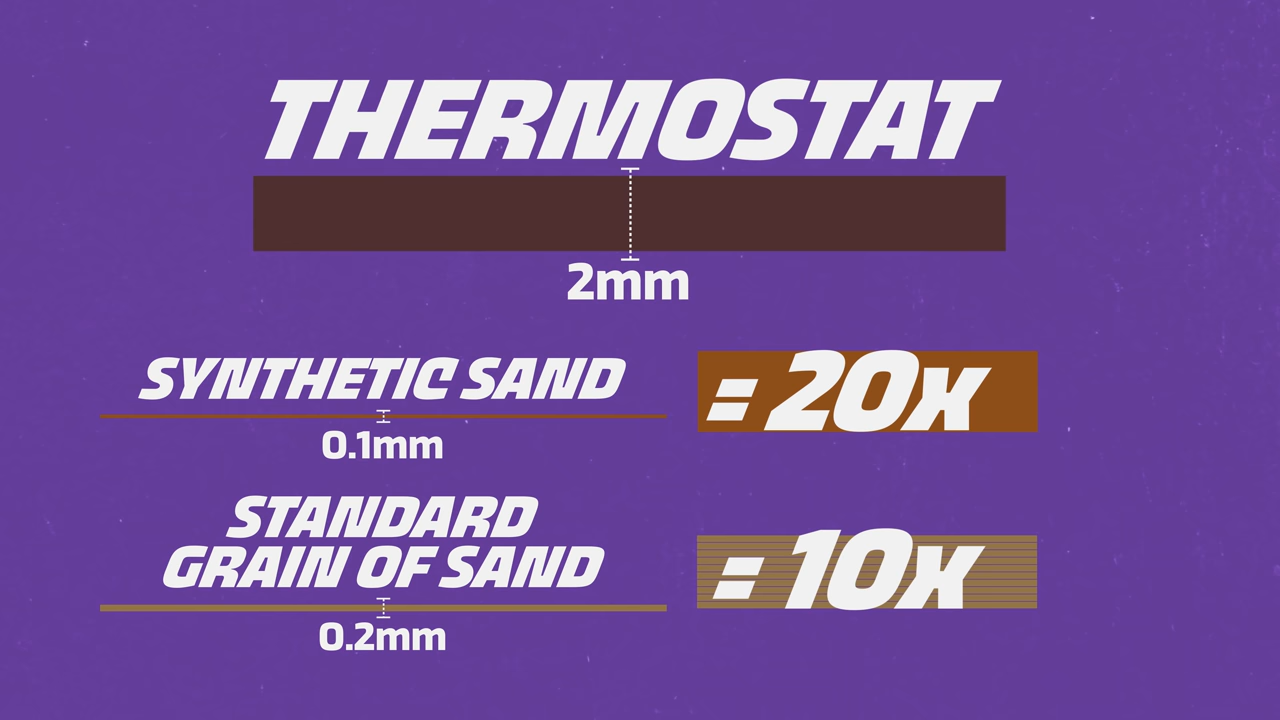 THERMOSTAT
2mm
SYNTHETIC SAND
= 20x
0.1mm
STANDARD
GRAIN OF SAND
= 10x
0.2mm